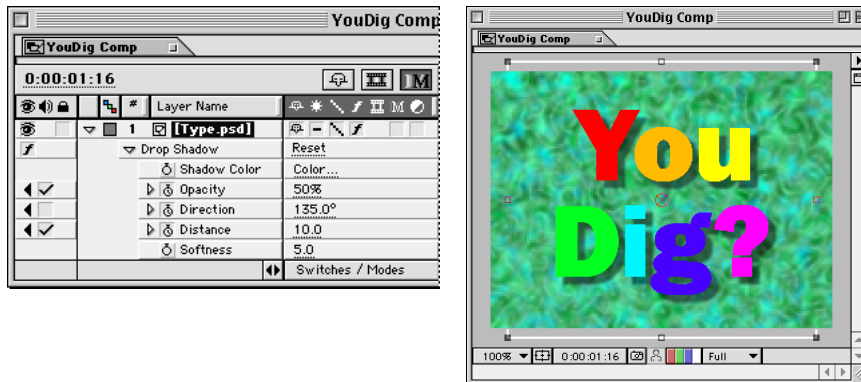 YouDig Comp
YouDig Comp
0:00:01:16
# Layer Name
1 [Type.psd]
Drop Shadow Reset
Shadow Color Color...
Opacity 50%
Direction 135.0°
Distance 10.0
Softness 5.0
Switches / Modes
YouDig Comp
YouDig Comp
You
Dig?
100% 0:00:01:16 Full